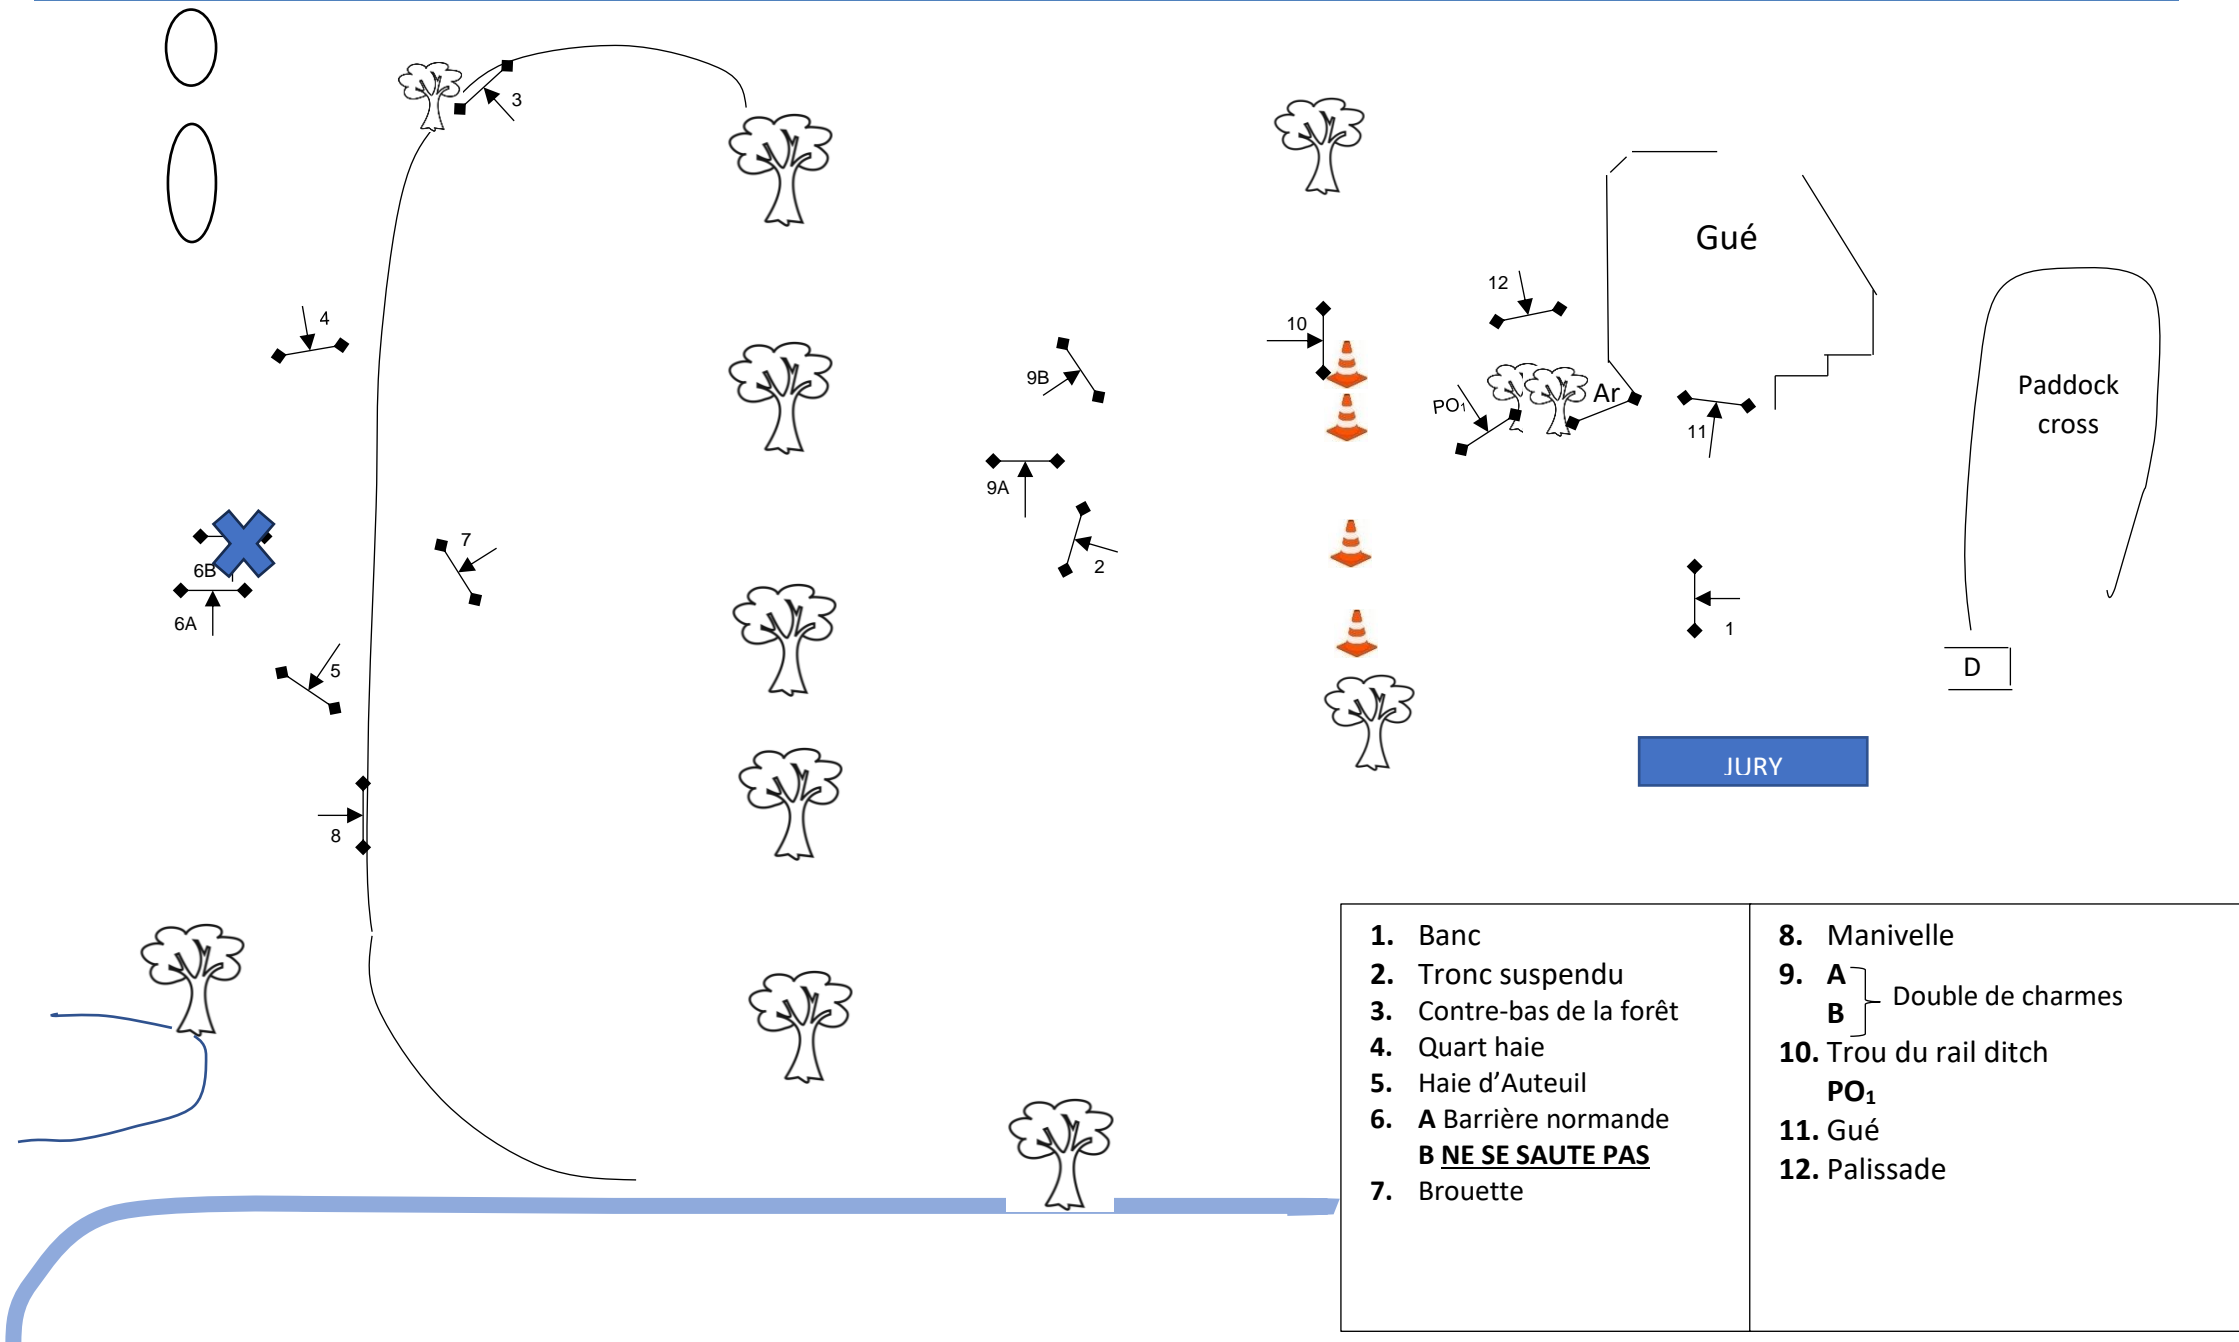 3
Gué
12
4
10
Paddock
cross
9B
Ar
PO1
11
9A
7
6B
2
6A
1
5
D
JURY
8
1. Banc
2. Tronc suspendu
3. Contre-bas de la forêt
4. Quart haie
5. Haie d'Auteuil
6. A Barrière normande
B NE SE SAUTE PAS
7. Brouette
8. Manivelle
9. A
Double de charmes
B
10. Trou du rail ditch
PO1
11. Gué
12. Palissade